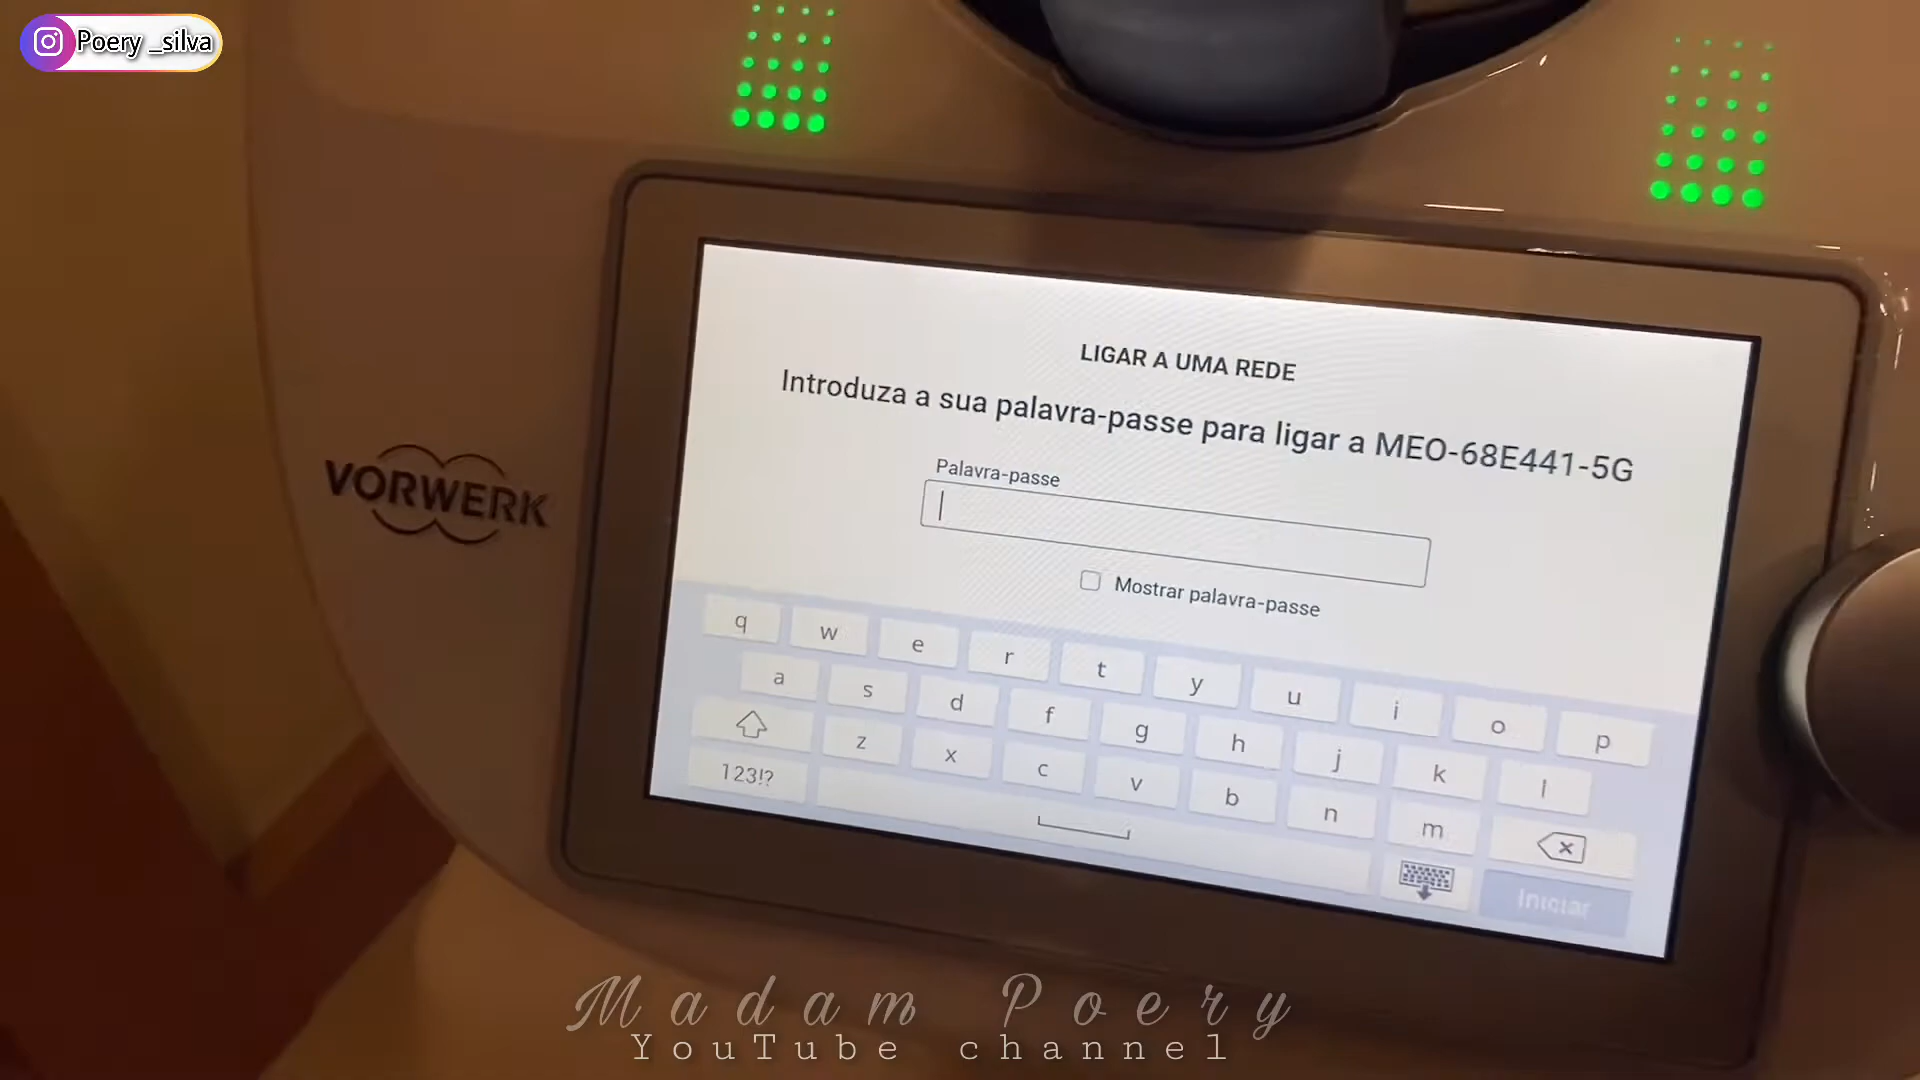 Poery _silva
LIGAR A UMA REDE
Introduza a sua palavra-passe para ligar a MEO-68E441-5G
Palavra-passe
Mostrar palavra-passe
VORWERK
q w e r t y u i o p
a s d f g h j k l
z x c v b n m
123!?
Iniciar
Madam Poery
YouTube channel